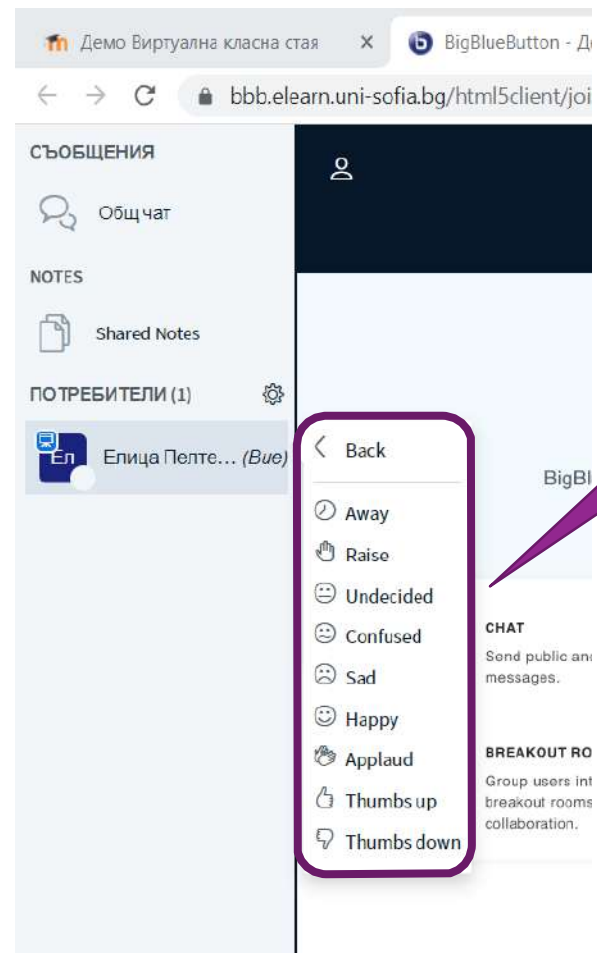 Демо Виртуална класна стая
BigBlueButton - Д
bbb.elearn.uni-sofia.bg/html5client/joi
СЪОБЩЕНИЯ
Общ чат
NOTES
Shared Notes
ПОТРЕБИТЕЛИ (1)
Ел
Елица Пелте... (Вие)
Back
BigBl
Away
Raise
Undecided
Confused
Sad
Happy
Applaud
Thumbs up
Thumbs down
CHAT
Send public and
messages.
BREAKOUT RO
Group users int
breakout rooms
collaboration.